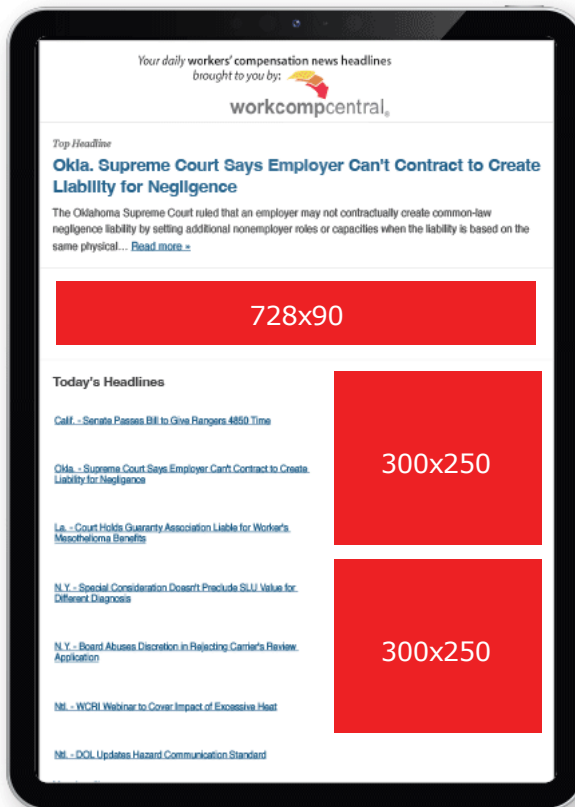 Your daily workers' compensation news headlines
brought to you by:
workcompcentral®
Top Headline
Okla. Supreme Court Says Employer Can't Contract to Create
Liability for Negligence
The Oklahoma Supreme Court ruled that an employer may not contractually create common-law
negligence liability by setting additional nonemployer roles or capacities when the liability is based on the
same physical... Read more »
728x90
Today's Headlines
Calif. - Senate Passes Bill to Give Rangers 4850 Time
Okla. - Supreme Court Says Employer Can't Contract to Create
Liability for Negligence
La. - Court Holds Guaranty Association Liable for Worker's
Mesothelioma Benefits
N.Y. - Special Consideration Doesn't Preclude SLU Value for
Different Diagnosis
N.Y. - Board Abuses Discretion in Rejecting Carrier's Review
Application
Ntl. - WCRI Webinar to Cover Impact of Excessive Heat
Ntl. - DOL Updates Hazard Communication Standard
300x250
300x250